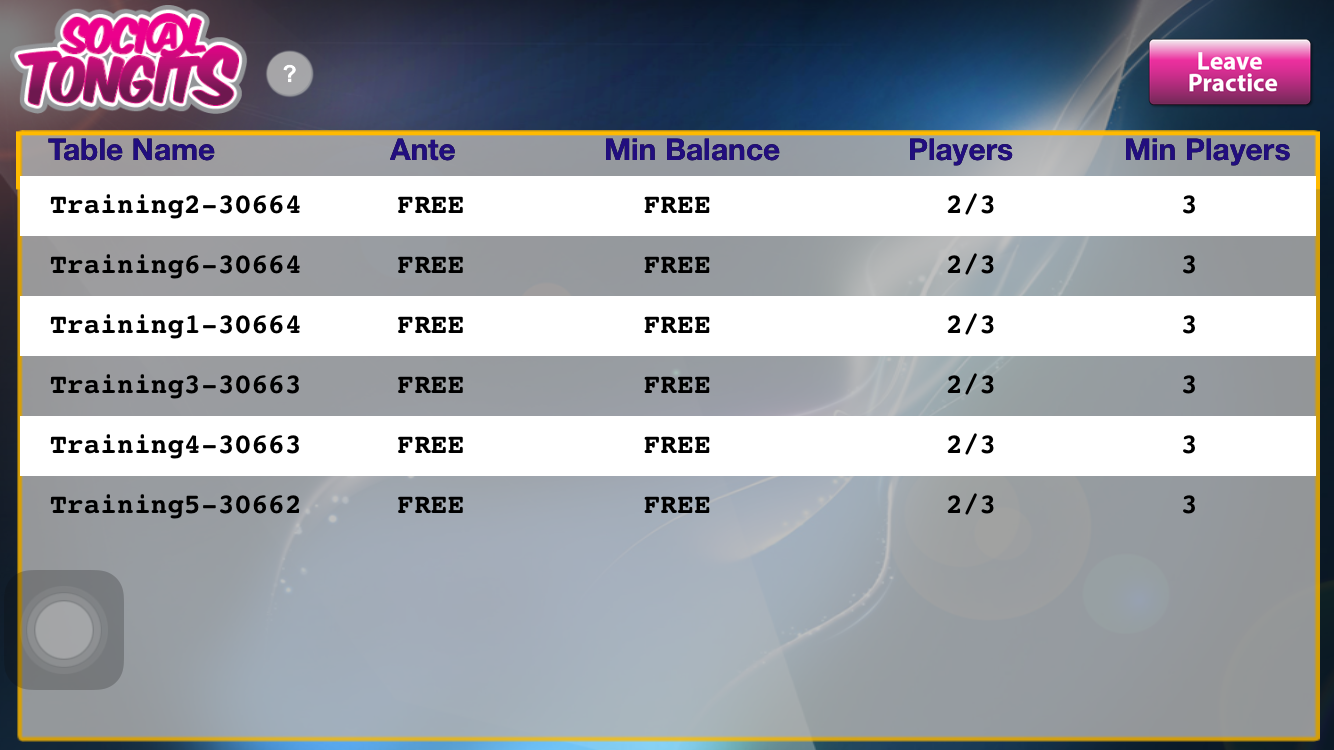 SOCI@L
TONGITS
?
Leave
Practice
Table Name Ante Min Balance Players Min Players
Training2-30664 FREE FREE 2/3 3
Training6-30664 FREE FREE 2/3 3
Training1-30664 FREE FREE 2/3 3
Training3-30663 FREE FREE 2/3 3
Training4-30663 FREE FREE 2/3 3
Training5-30662 FREE FREE 2/3 3